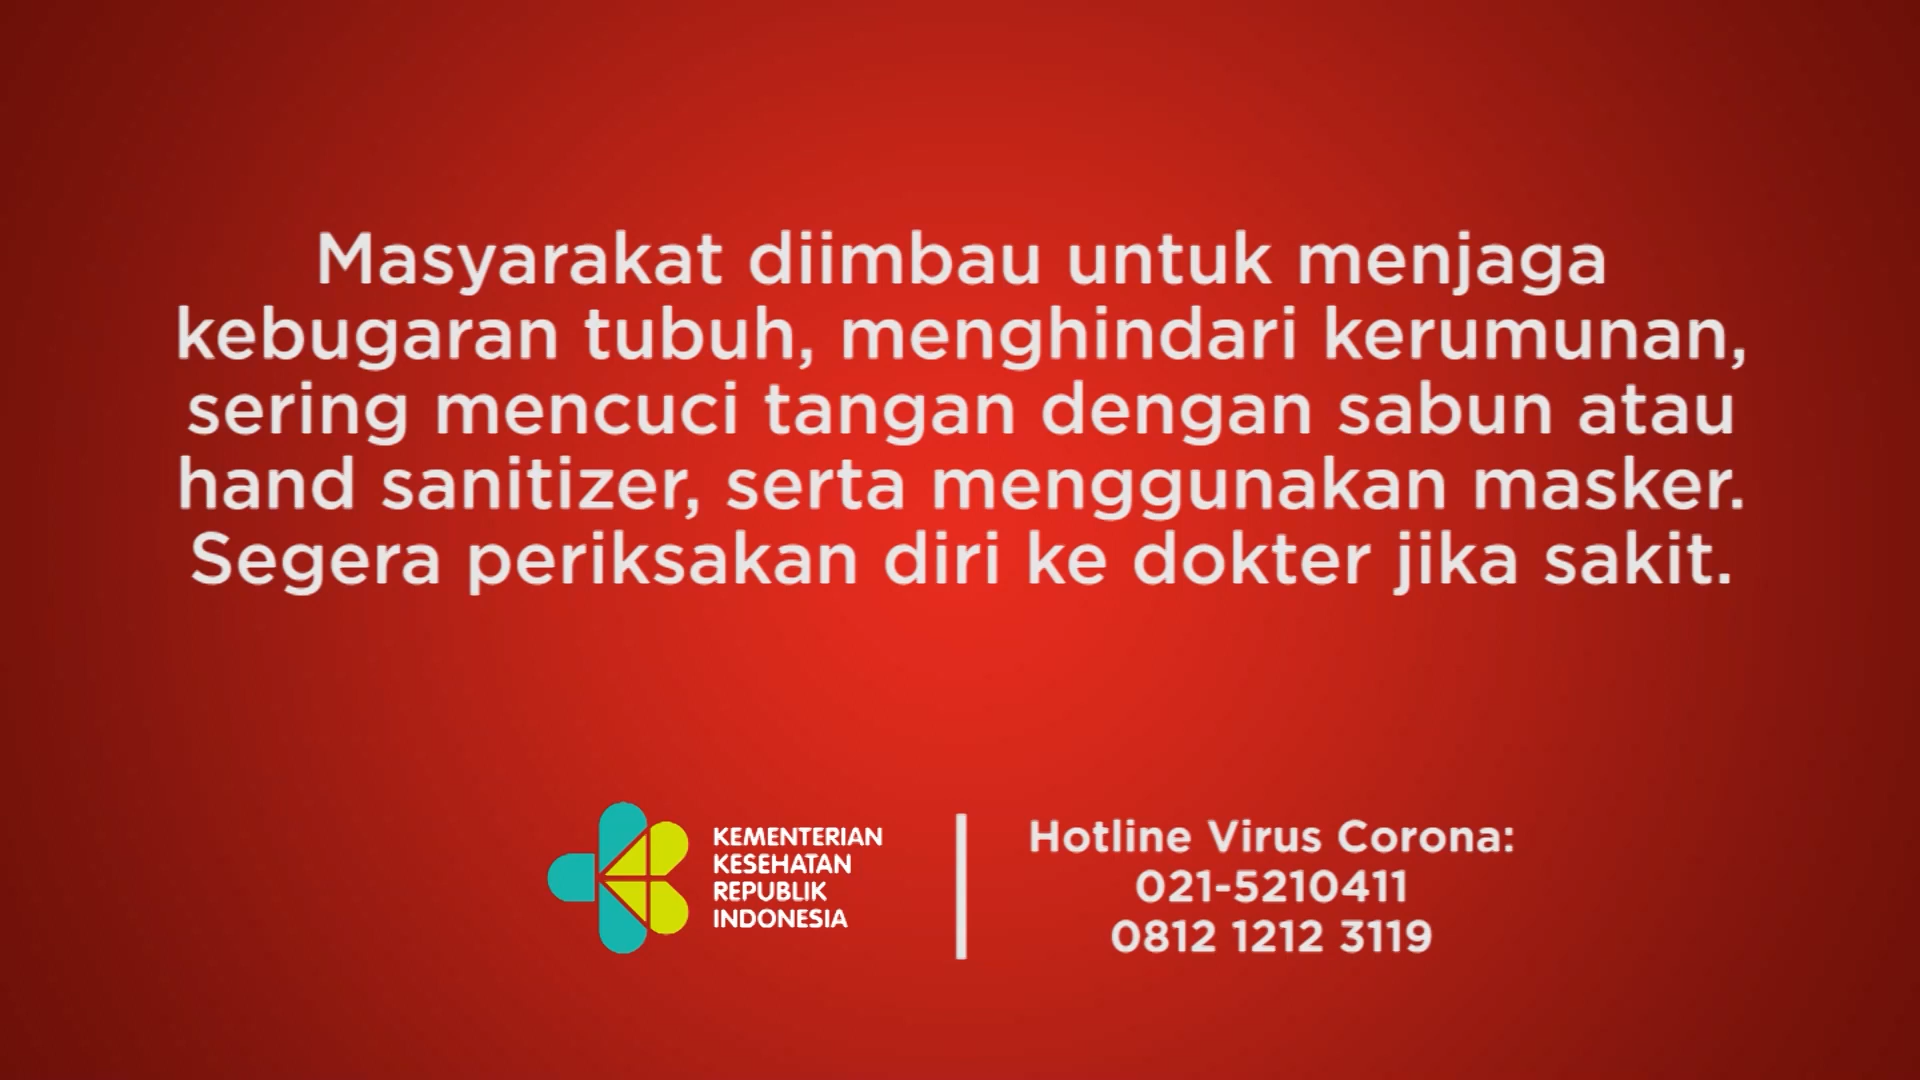 Masyarakat diimbau untuk menjaga
kebugaran tubuh, menghindari kerumunan,
sering mencuci tangan dengan sabun atau
hand sanitizer, serta menggunakan masker.
Segera periksakan diri ke dokter jika sakit.
KEMENTERIAN
KESEHATAN
REPUBLIK
INDONESIA
Hotline Virus Corona:
021-5210411
0812 1212 3119